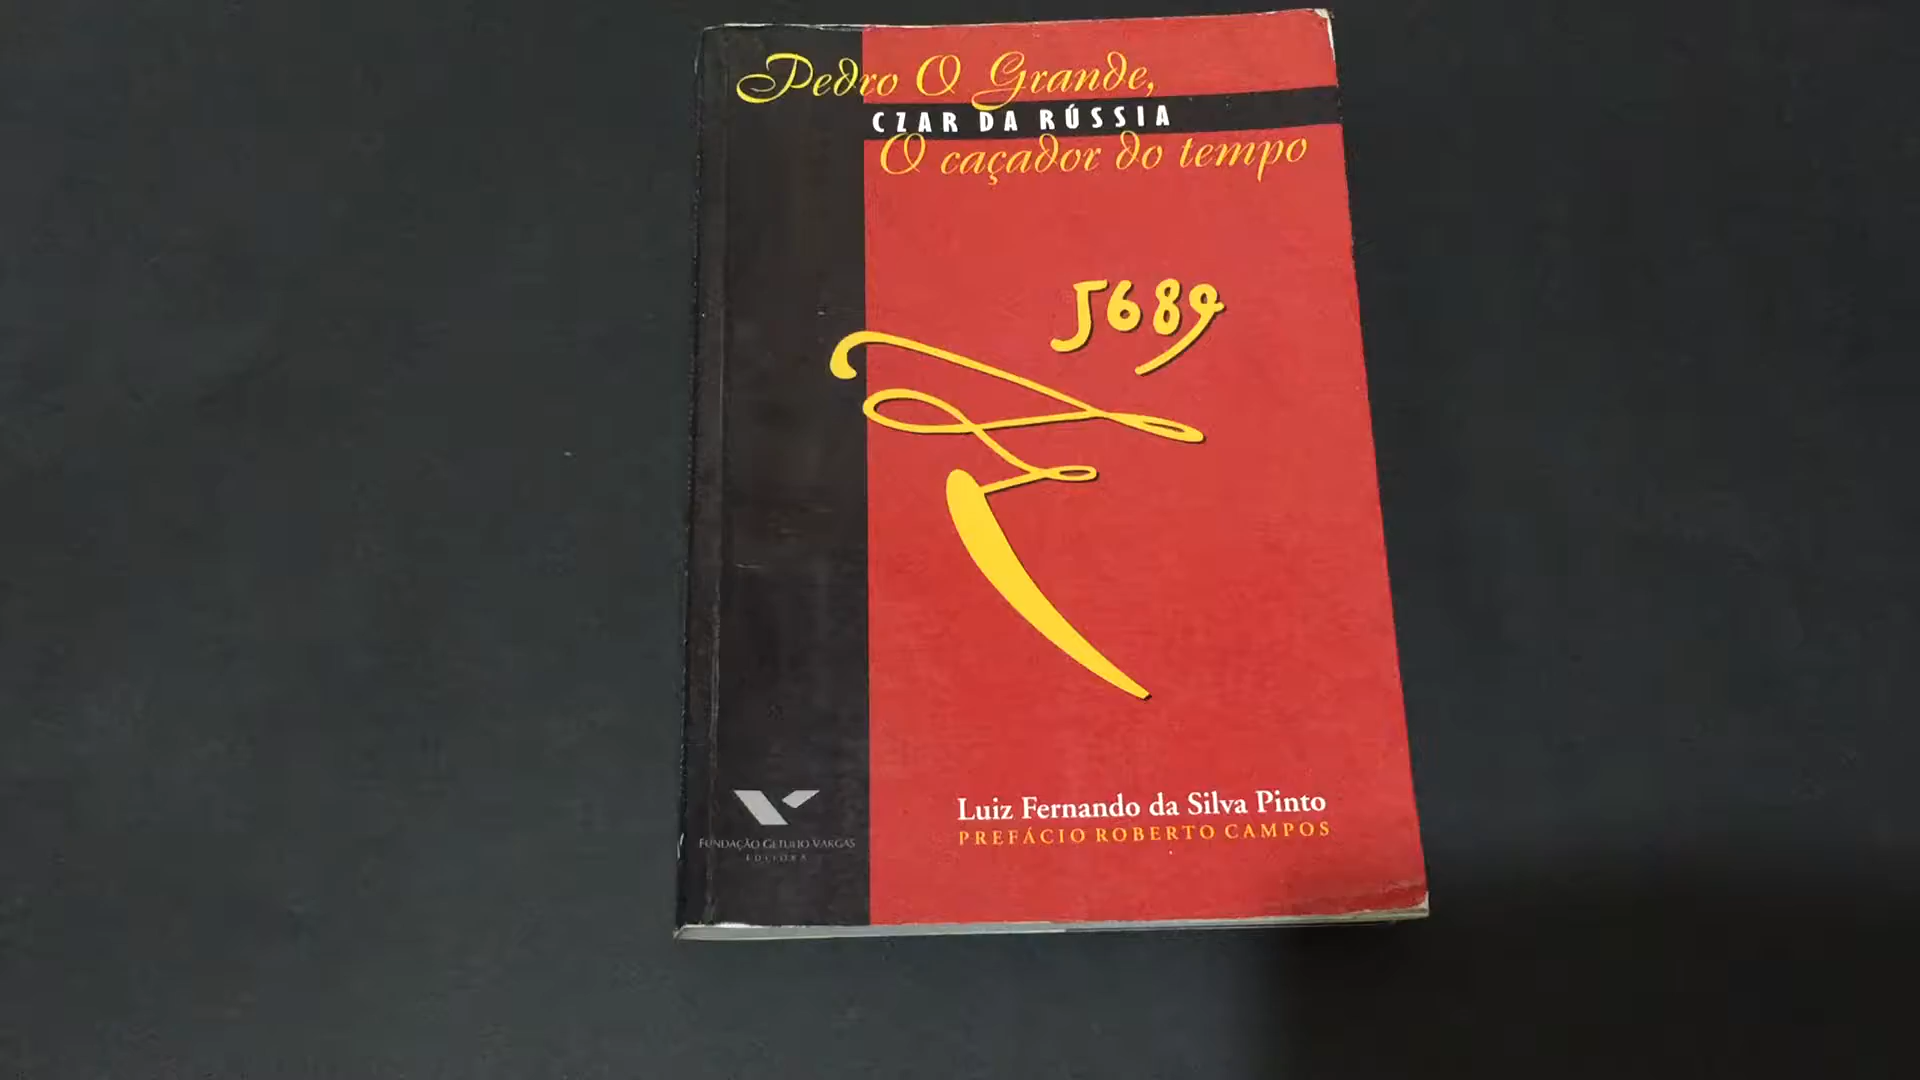 Pedro O Grande,
CZAR DA RÚSSIA
O caçador do tempo
1689
Luiz Fernando da Silva Pinto
PREFÁCIO ROBERTO CAMPOS
FUNDAÇÃO GETULIO VARGAS
EDITORA